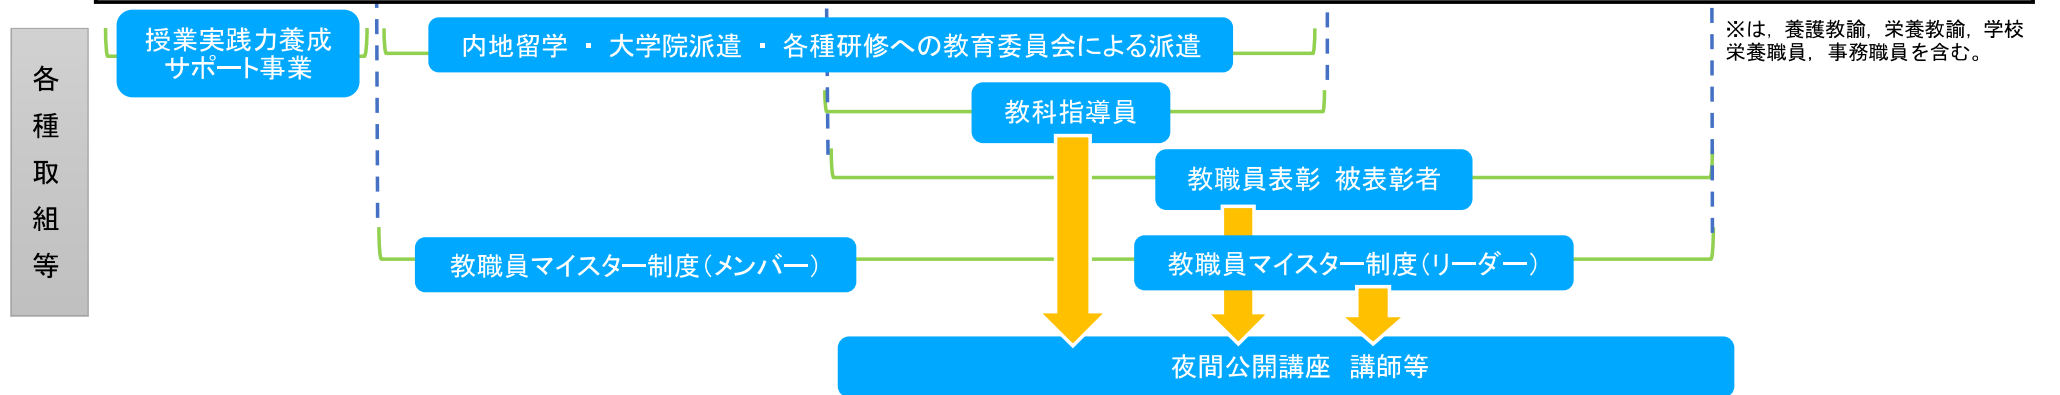 各種取組等
授業実践力養成
サポート事業
内地留学 ・ 大学院派遣 ・ 各種研修への教育委員会による派遣
※は，養護教諭，栄養教諭，学校
栄養職員，事務職員を含む。
教科指導員
教職員表彰　被表彰者
教職員マイスター制度（メンバー）
教職員マイスター制度（リーダー）
夜間公開講座　講師等